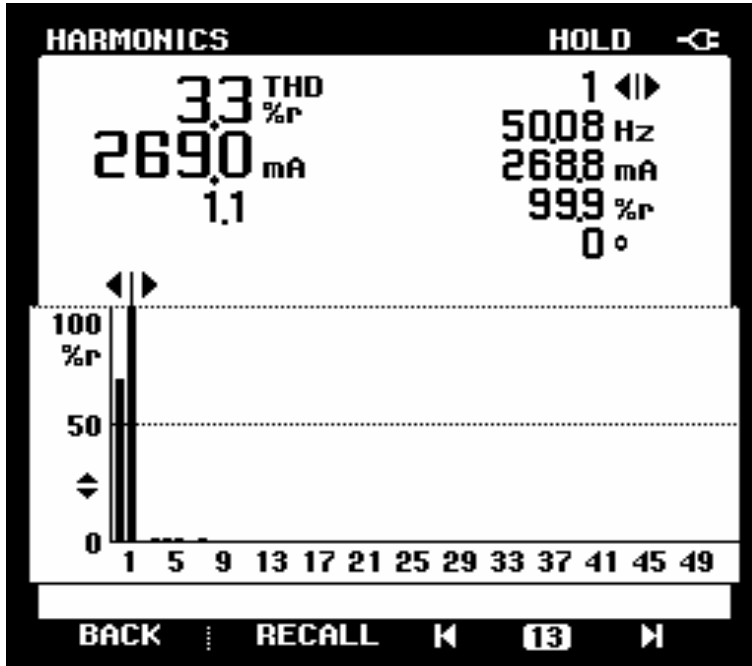 HARMONICS HOLD
3.3 THD %r
269.0 mA
1.1
1
50.08 Hz
268.8 mA
99.9 %r
0 °
100
%r
50
0
1 5 9 13 17 21 25 29 33 37 41 45 49
BACK RECALL 13